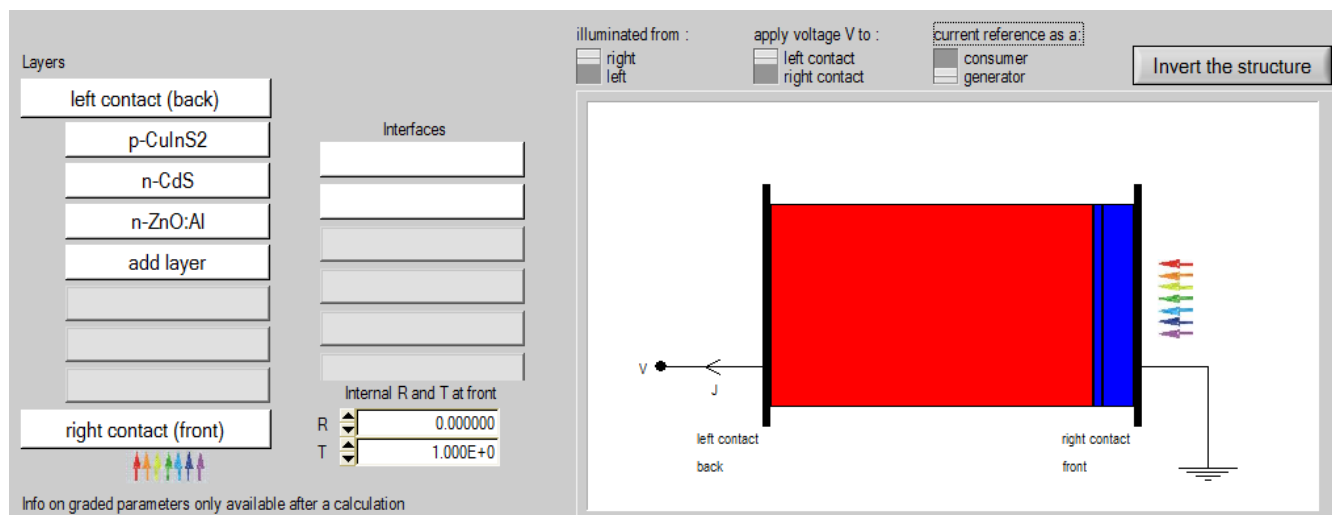 illuminated from :
right
left
apply voltage V to :
left contact
right contact
current reference as a:
consumer
generator
Invert the structure
Layers
left contact (back)
p-CuInS2
n-CdS
n-ZnO:Al
add layer
right contact (front)
Interfaces
Internal R and T at front
R 0.000000
T 1.000E+0
Info on graded parameters only available after a calculation
V
J
left contact
back
right contact
front